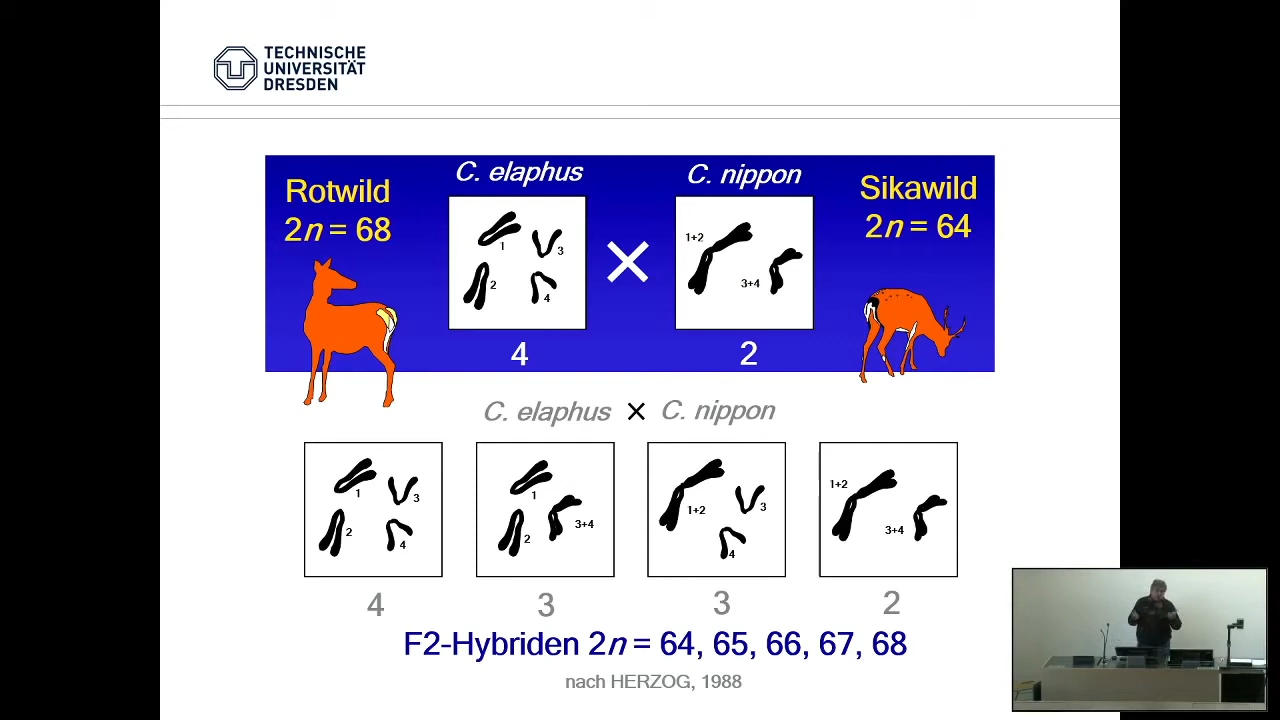 TECHNISCHE
UNIVERSITÄT
DRESDEN
Rotwild
2n = 68
C. elaphus
1
3
2
4
4
C. nippon
1+2
3+4
2
Sikawild
2n = 64
C. elaphus × C. nippon
1
3
2
4
1
2
3+4
1+2
3
4
1+2
3+4
4
3
3
2
F2-Hybriden 2n = 64, 65, 66, 67, 68
nach HERZOG, 1988